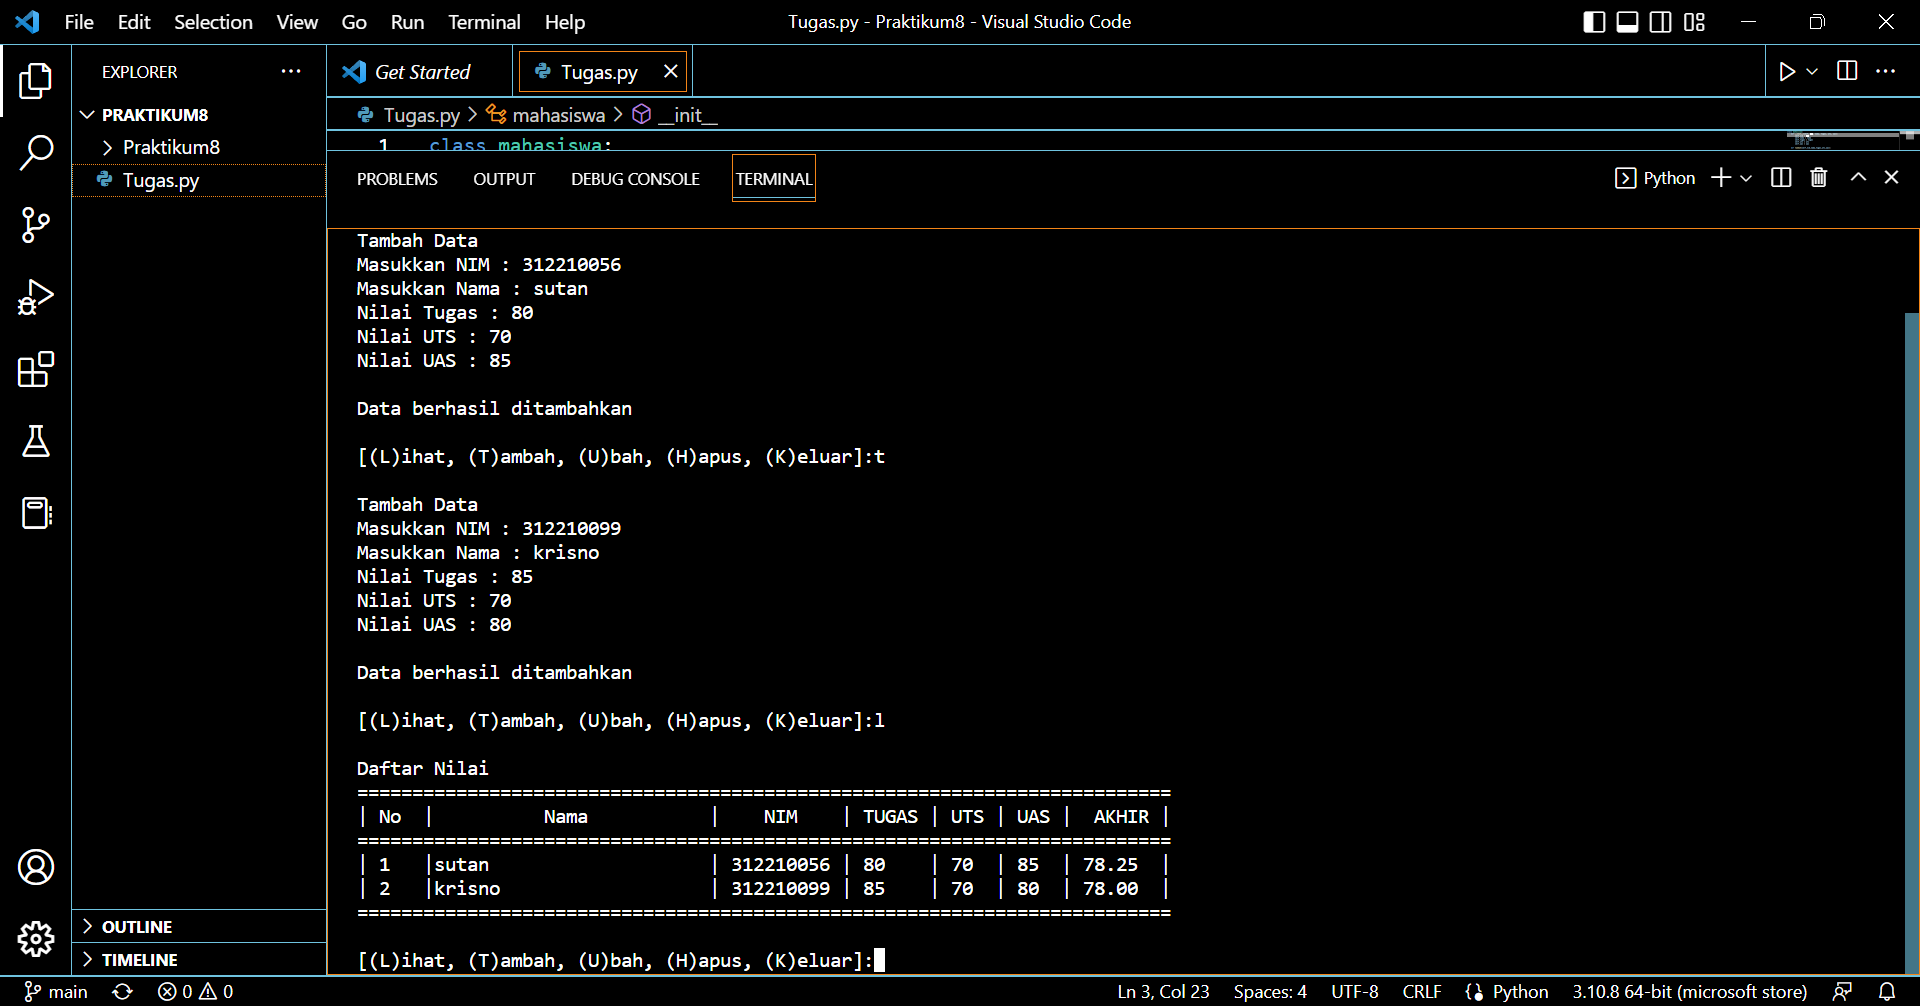 File Edit Selection View Go Run Terminal Help Tugas.py - Praktikum8 - Visual Studio Code
EXPLORER
PRAKTIKUM8
Praktikum8
Tugas.py
OUTLINE
TIMELINE
Get Started Tugas.py
Tugas.py > mahasiswa > __init__
1 class mahasiswa:
PROBLEMS OUTPUT DEBUG CONSOLE TERMINAL Python
Tambah Data
Masukkan NIM : 312210056
Masukkan Nama : sutan
Nilai Tugas : 80
Nilai UTS : 70
Nilai UAS : 85
Data berhasil ditambahkan
[(L)ihat, (T)ambah, (U)bah, (H)apus, (K)eluar]:t
Tambah Data
Masukkan NIM : 312210099
Masukkan Nama : krisno
Nilai Tugas : 85
Nilai UTS : 70
Nilai UAS : 80
Data berhasil ditambahkan
[(L)ihat, (T)ambah, (U)bah, (H)apus, (K)eluar]:l
Daftar Nilai
==========================================================================
| No  |          Nama           |    NIM    | TUGAS | UTS | UAS |  AKHIR |
==========================================================================
| 1   |sutan                    | 312210056 | 80    | 70  | 85  | 78.25  |
| 2   |krisno                   | 312210099 | 85    | 70  | 80  | 78.00  |
==========================================================================
[(L)ihat, (T)ambah, (U)bah, (H)apus, (K)eluar]:
main 0 0 Ln 3, Col 23 Spaces: 4 UTF-8 CRLF Python 3.10.8 64-bit (microsoft store)